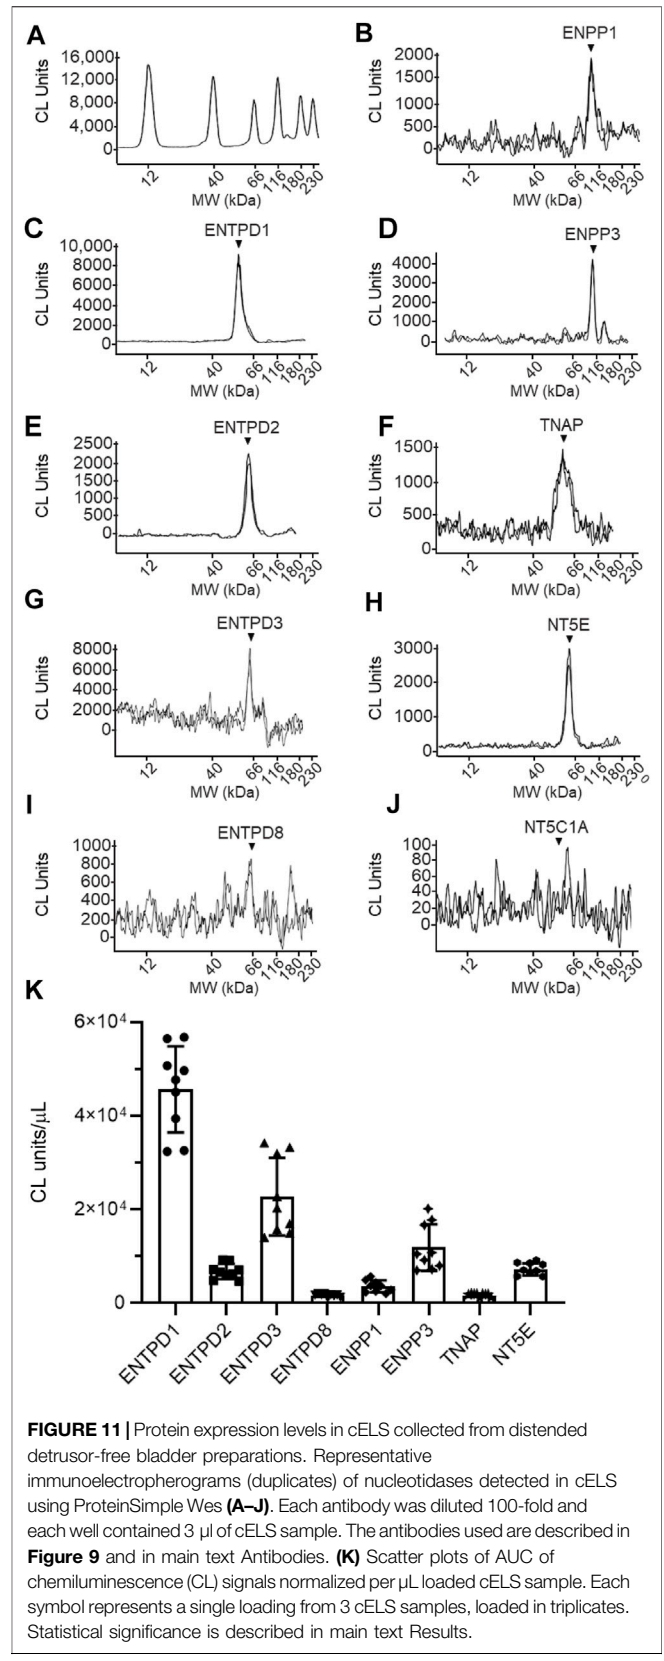 A
16,000
12,000
8,000
4,000
0
CL Units
12
40
66
116
180
230
MW (kDa)
B
ENPP1
2000
1500
1000
500
0
CL Units
12
40
66
116
180
230
MW (kDa)
C
ENTPD1
10,000
8000
6000
4000
2000
0
CL Units
12
40
66
116
180
230
MW (kDa)
D
ENPP3
4000
3000
2000
1000
0
CL Units
12
40
66
116
180
230
MW (kDa)
E
ENTPD2
2500
2000
1500
1000
500
0
CL Units
12
40
66
116
180
230
MW (kDa)
F
TNAP
1500
1000
500
0
CL Units
12
40
66
116
180
230
MW (kDa)
G
ENTPD3
8000
6000
4000
2000
0
CL Units
12
40
66
116
180
230
MW (kDa)
H
NT5E
3000
2000
1000
0
CL Units
12
40
66
116
180
230
0
MW (kDa)
I
ENTPD8
1000
800
600
400
200
0
CL Units
12
40
66
116
180
230
MW (kDa)
J
NT5C1A
100
80
60
40
20
0
CL Units
12
40
66
116
180
230
MW (kDa)
K
6×10⁴
4×10⁴
2×10⁴
0
CL units/µL
ENTPD1
ENTPD2
ENTPD3
ENTPD8
ENPP1
ENPP3
TNAP
NT5E
FIGURE 11 | Protein expression levels in cELS collected from distended
detrusor-free bladder preparations. Representative
immunoelectropherograms (duplicates) of nucleotidases detected in cELS
using ProteinSimple Wes (A–J). Each antibody was diluted 100-fold and
each well contained 3 µl of cELS sample. The antibodies used are described in
Figure 9 and in main text Antibodies. (K) Scatter plots of AUC of
chemiluminescence (CL) signals normalized per µL loaded cELS sample. Each
symbol represents a single loading from 3 cELS samples, loaded in triplicates.
Statistical significance is described in main text Results.